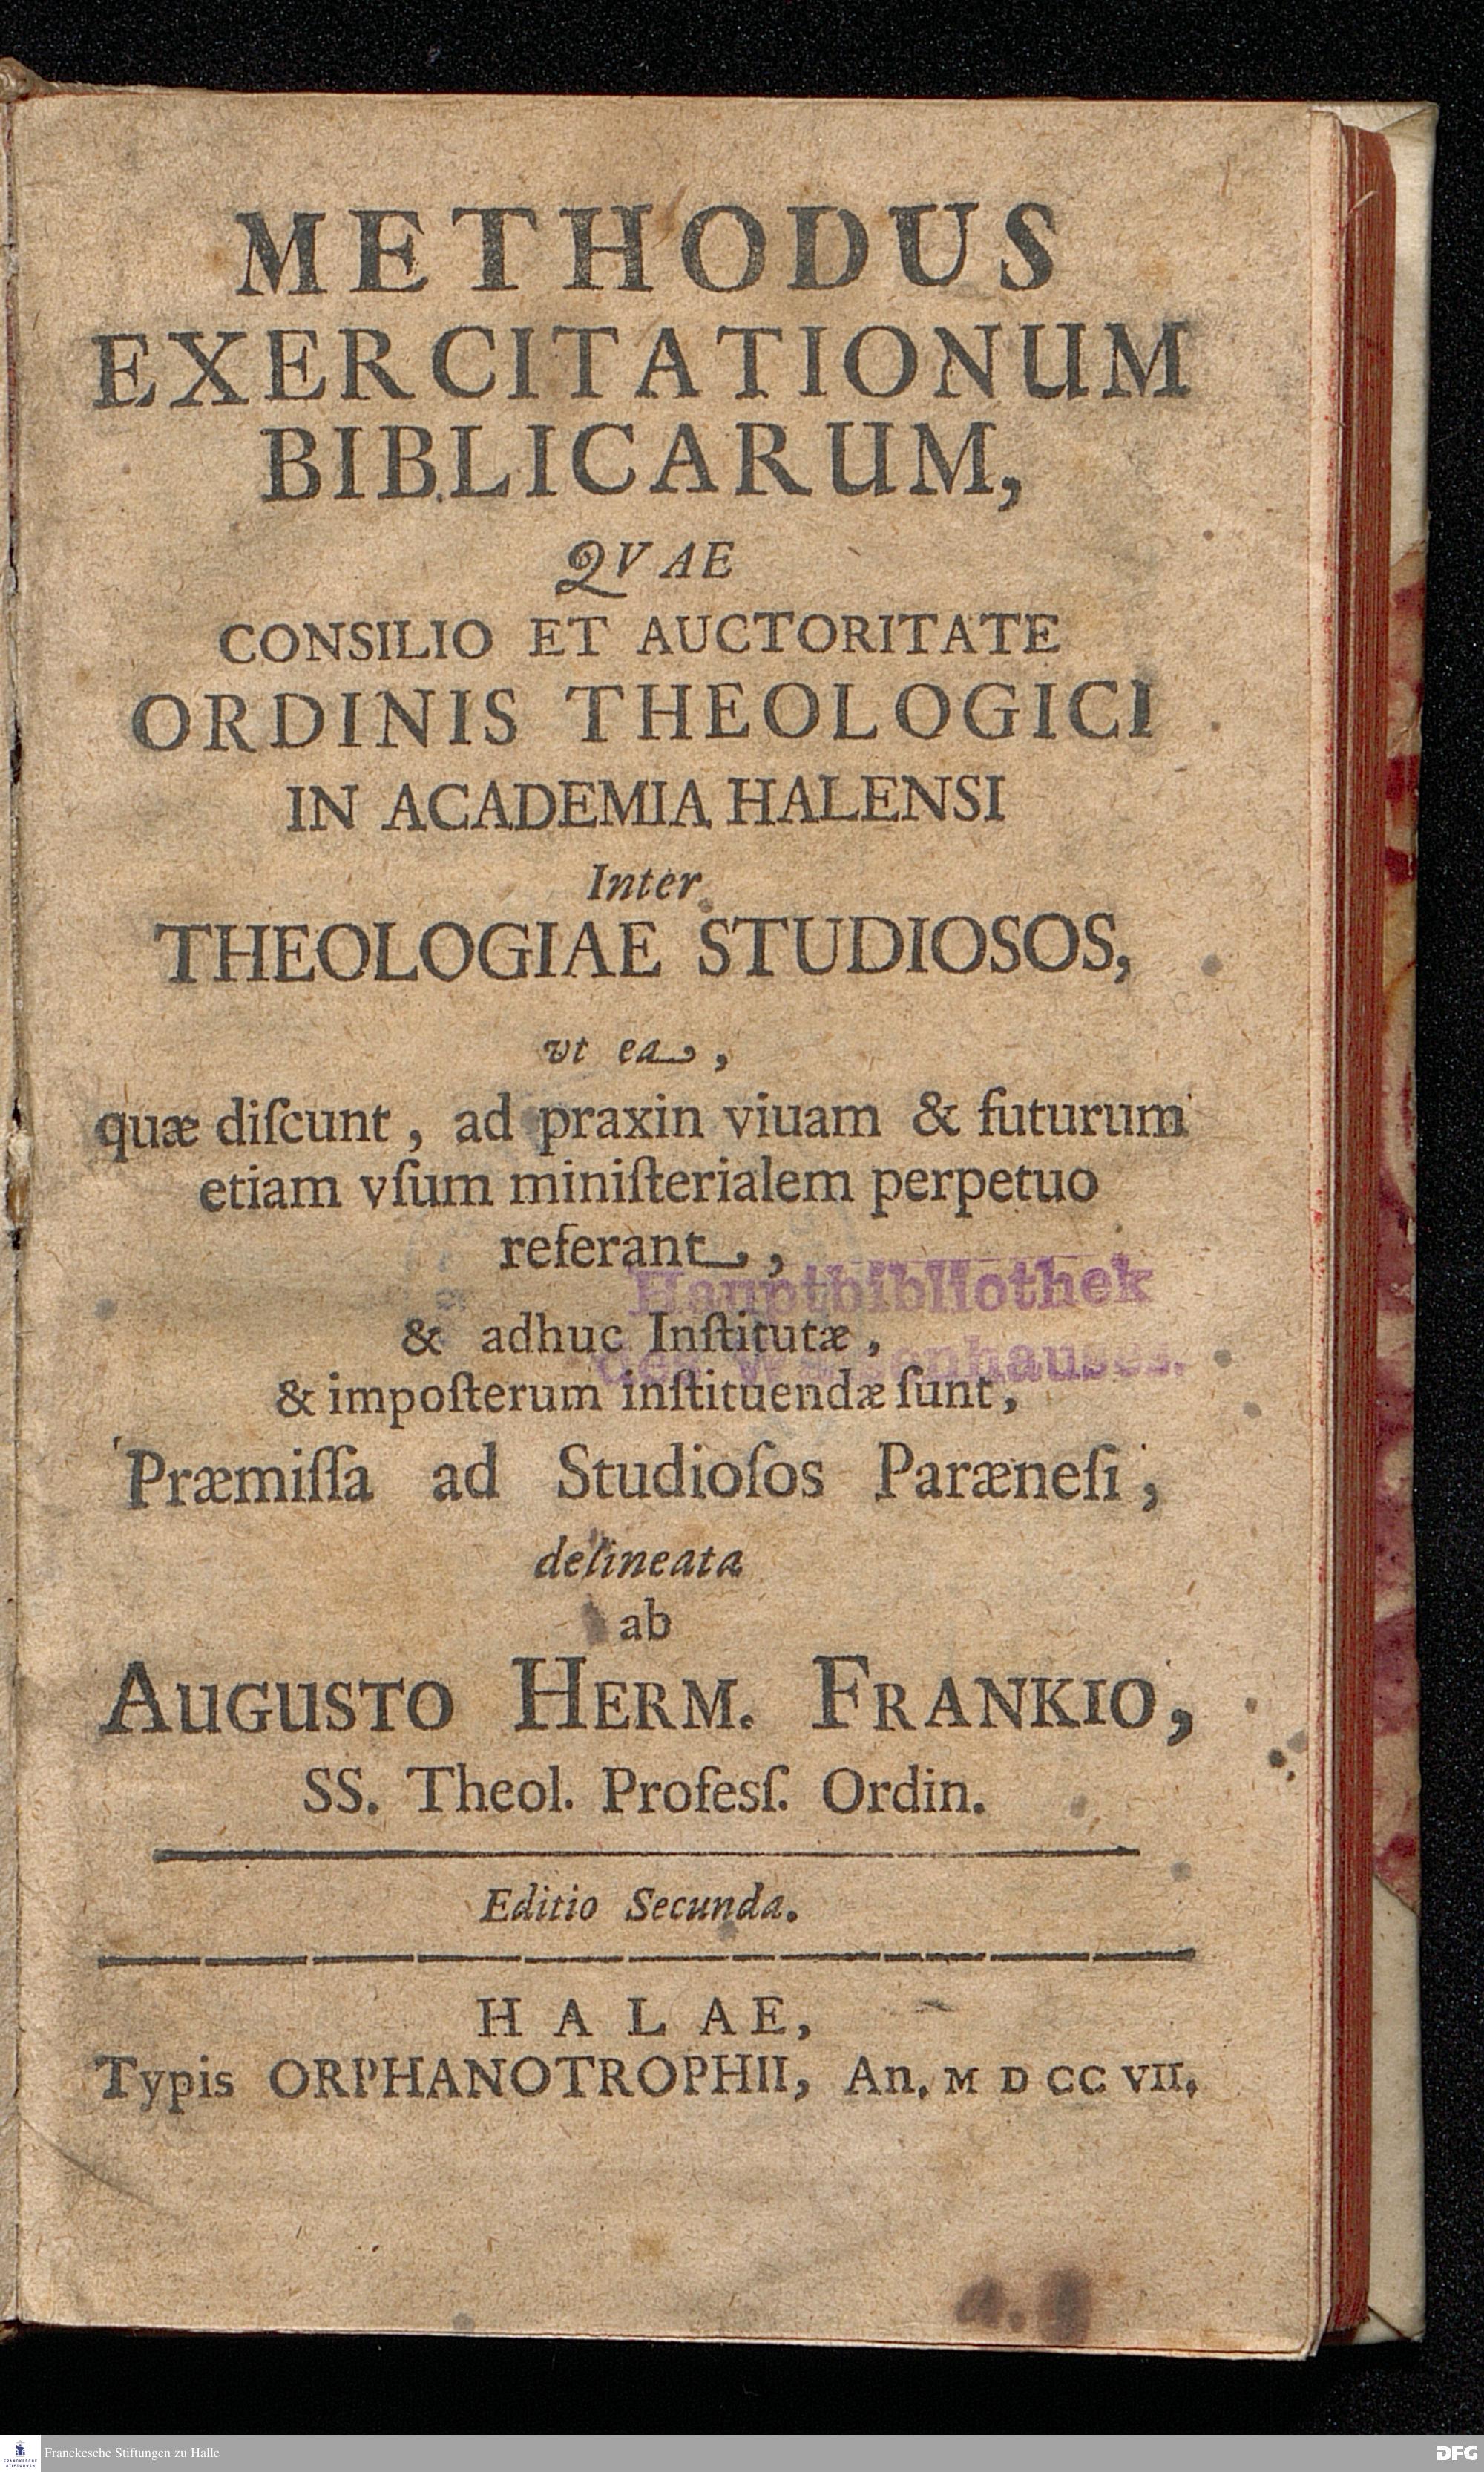 METHODUS
EXERCITATIONUM
BIBLICARUM,
QVAE
CONSILIO ET AUCTORITATE
ORDINIS THEOLOGICI
IN ACADEMIA HALENSI
Inter
THEOLOGIAE STUDIOSOS,
vt ea,
quæ diſcunt, ad praxin viuam & futurum
etiam vſum miniſterialem perpetuo
referant,
Hauptbibliothek
& adhuc Inſtitutæ,
des Waisenhauses.
& impoſterum inſtituendæ ſunt,
Præmiſſa ad Studioſos Paræneſi,
delineata
ab
AUGUSTO HERM. FRANKIO,
SS. Theol. Profesſ. Ordin.
Editio Secunda.
HALAE,
Typis ORPHANOTROPHII, An. M D CC VII.
Franckesche Stiftungen zu Halle
DFG